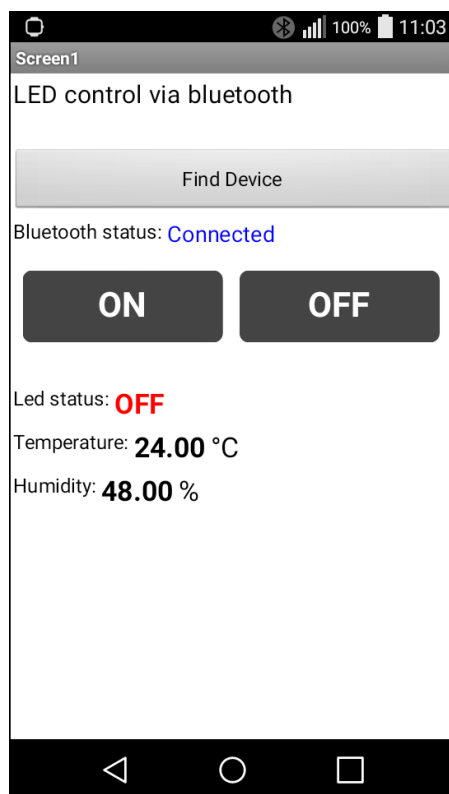 100% 11:03
Screen1
LED control via bluetooth
Find Device
Bluetooth status: Connected
ON OFF
Led status: OFF
Temperature: 24.00 °C
Humidity: 48.00 %